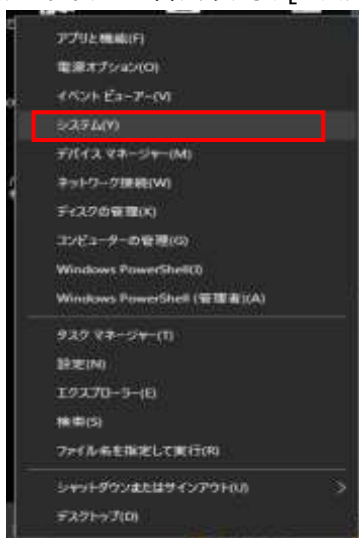 アプリと機能(F)
電源オプション(O)
イベント ビューアー(V)
システム(Y)
デバイス マネージャー(M)
ネットワーク接続(W)
ディスクの管理(K)
コンピューターの管理(G)
Windows PowerShell(I)
Windows PowerShell (管理者)(A)
タスク マネージャー(T)
設定(N)
エクスプローラー(E)
検索(S)
ファイル名を指定して実行(R)
シャットダウンまたはサインアウト(U)
デスクトップ(D)